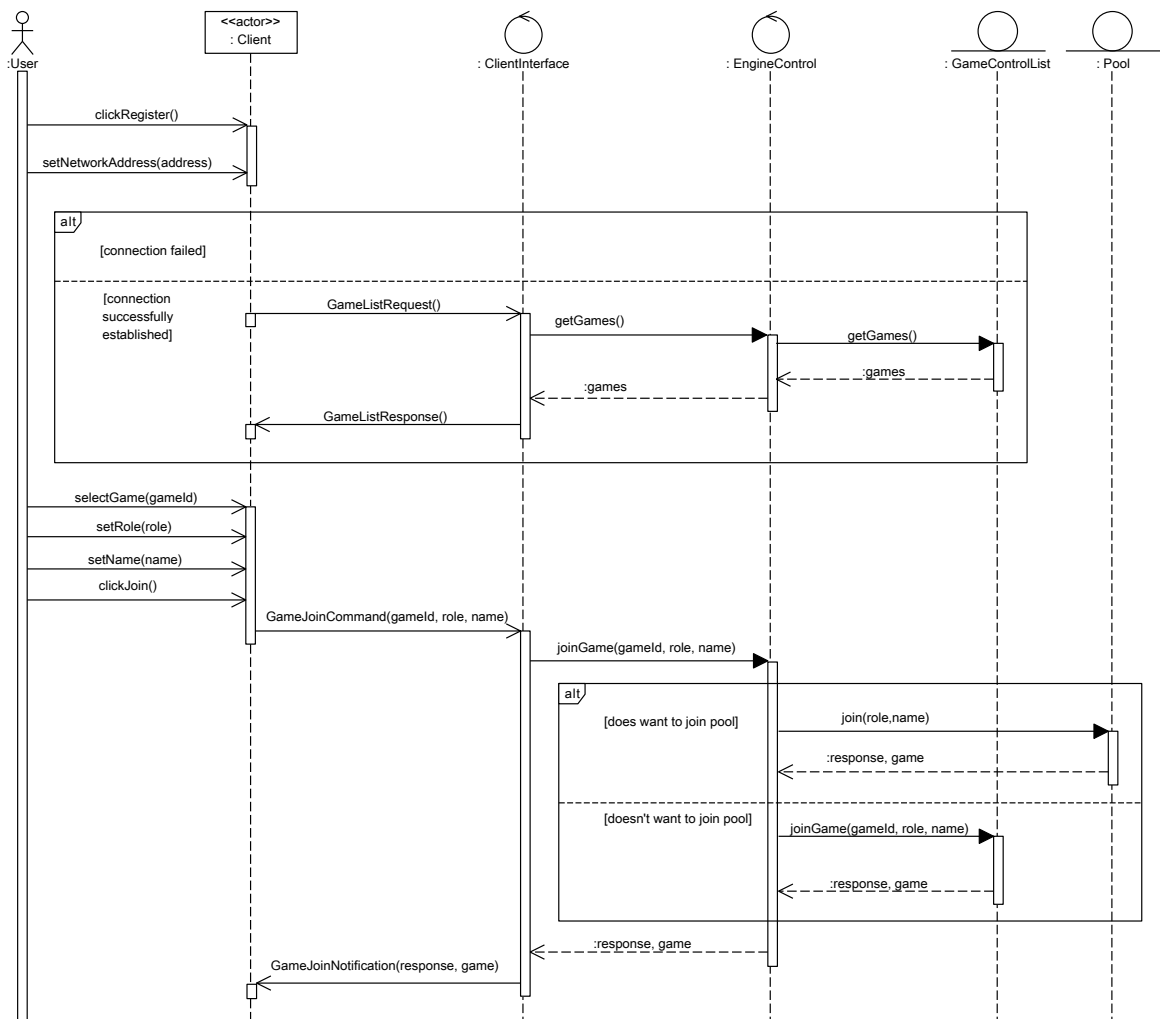 <<actor>>
: Client
:User
: ClientInterface
: EngineControl
: GameControlList
: Pool
clickRegister()
setNetworkAddress(address)
alt
[connection failed]
[connection
successfully
established]
GameListRequest()
getGames()
getGames()
:games
:games
GameListResponse()
selectGame(gameId)
setRole(role)
setName(name)
clickJoin()
GameJoinCommand(gameId, role, name)
joinGame(gameId, role, name)
alt
[does want to join pool]
join(role,name)
:response, game
[doesn't want to join pool]
joinGame(gameId, role, name)
:response, game
:response, game
GameJoinNotification(response, game)